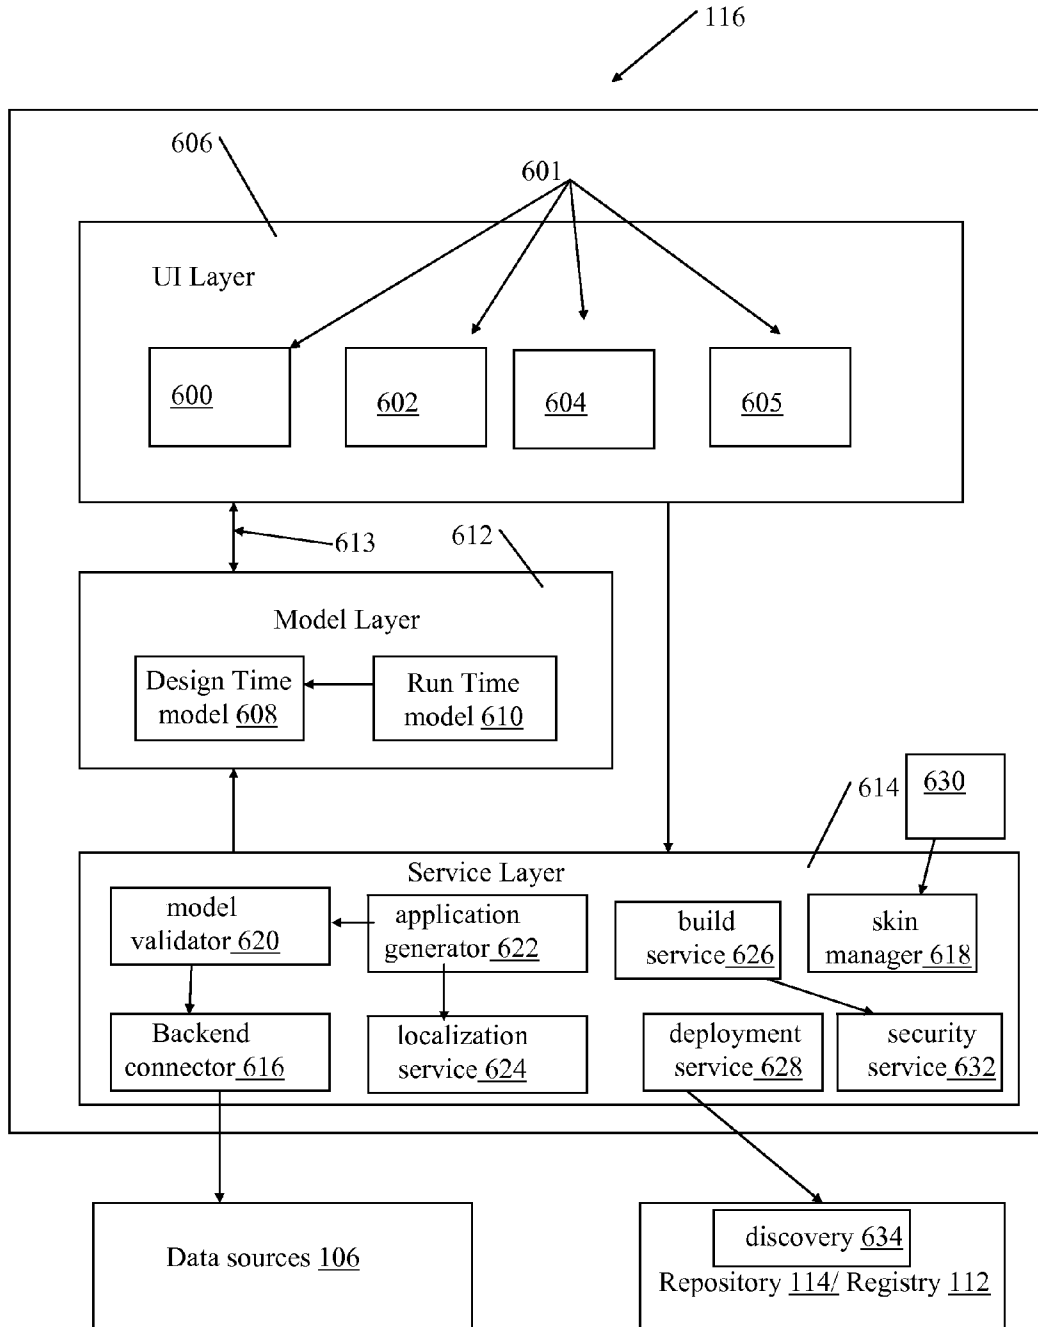 116
606
601
UI Layer
600
602
604
605
613
612
Model Layer
Design Time
model 608
Run Time
model 610
614
630
Service Layer
model
validator 620
application
generator 622
build
service 626
skin
manager 618
Backend
connector 616
localization
service 624
deployment
service 628
security
service 632
Data sources 106
discovery 634
Repository 114/ Registry 112